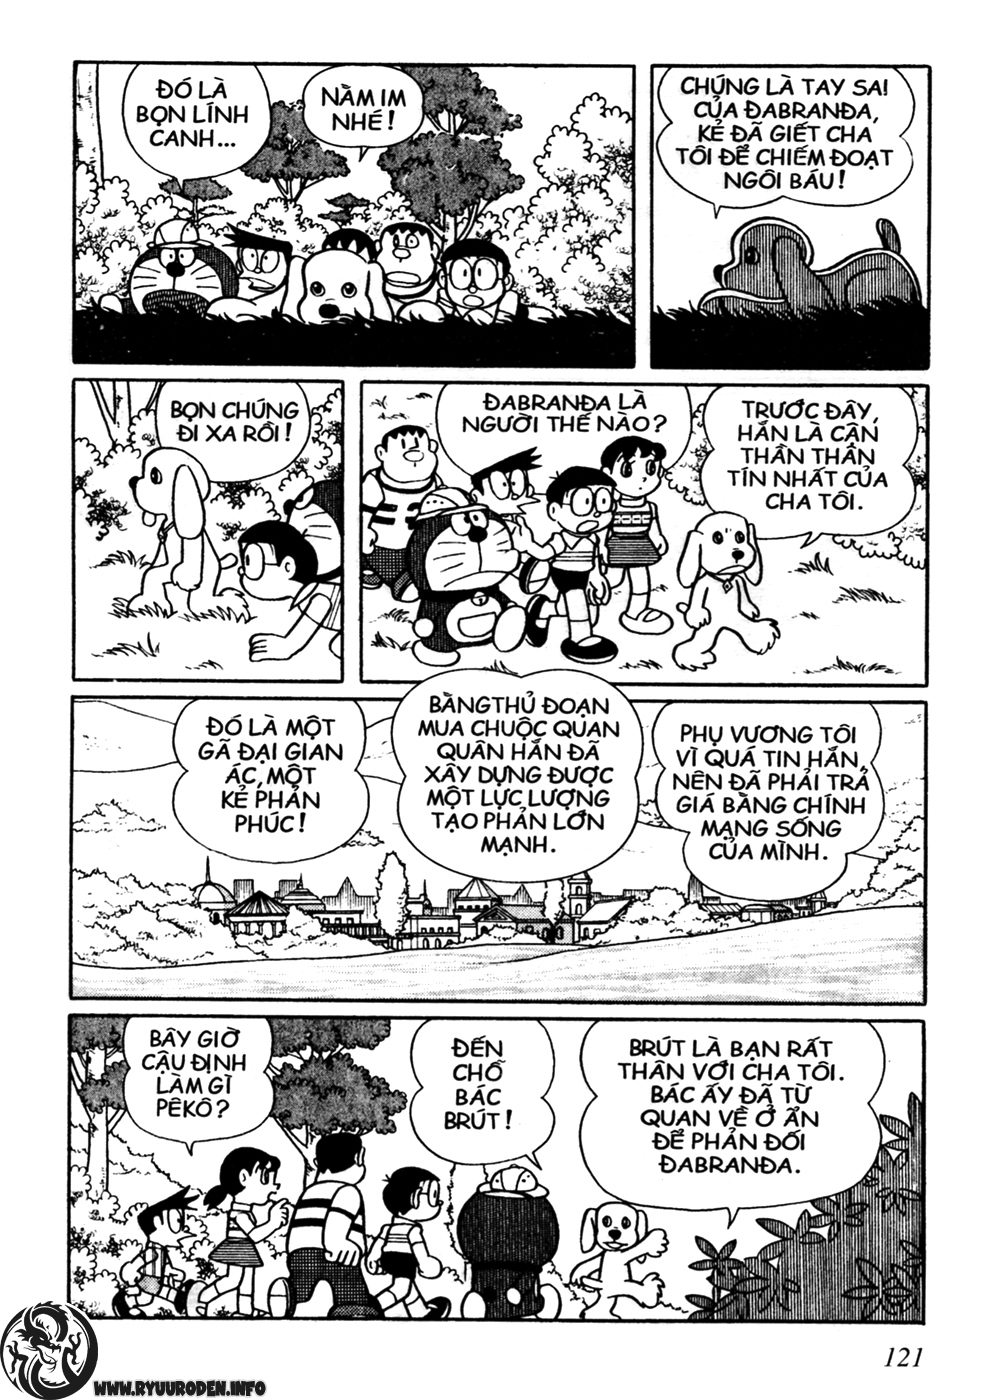 ĐÓ LÀ
BỌN LÍNH
CANH...
NẰM IM
NHÉ!
CHÚNG LÀ TAY SAI
CỦA ĐABRANĐA,
KẺ ĐÃ GIẾT CHA
TÔI ĐỂ CHIẾM ĐOẠT
NGÔI BÁU!
BỌN CHÚNG
ĐI XA RỒI!
ĐABRANĐA LÀ
NGƯỜI THẾ NÀO?
TRƯỚC ĐÂY,
HẮN LÀ CẬN
THẦN THÂN
TÍN NHẤT CỦA
CHA TÔI.
ĐÓ LÀ MỘT
GÃ ĐẠI GIAN
ÁC, MỘT
KẺ PHẢN
PHÚC!
BẰNGTHỦ ĐOẠN
MUA CHUỘC QUAN
QUÂN HẮN ĐÃ
XÂY DỰNG ĐƯỢC
MỘT LỰC LƯỢNG
TẠO PHẢN LỚN
MẠNH.
PHỤ VƯƠNG TÔI
VÌ QUÁ TIN HẮN,
NÊN ĐÃ PHẢI TRẢ
GIÁ BẰNG CHÍNH
MẠNG SỐNG
CỦA MÌNH.
BÂY GIỜ
CẬU ĐỊNH
LÀM GÌ
PÊKÔ?
ĐẾN
CHỖ
BÁC
BRÚT!
BRÚT LÀ BẠN RẤT
THÂN VỚI CHA TÔI.
BÁC ẤY ĐÃ TỪ
QUAN VỀ Ở ẨN
ĐỂ PHẢN ĐỐI
ĐABRANĐA.
121
WWW.RYUURODEN.INFO